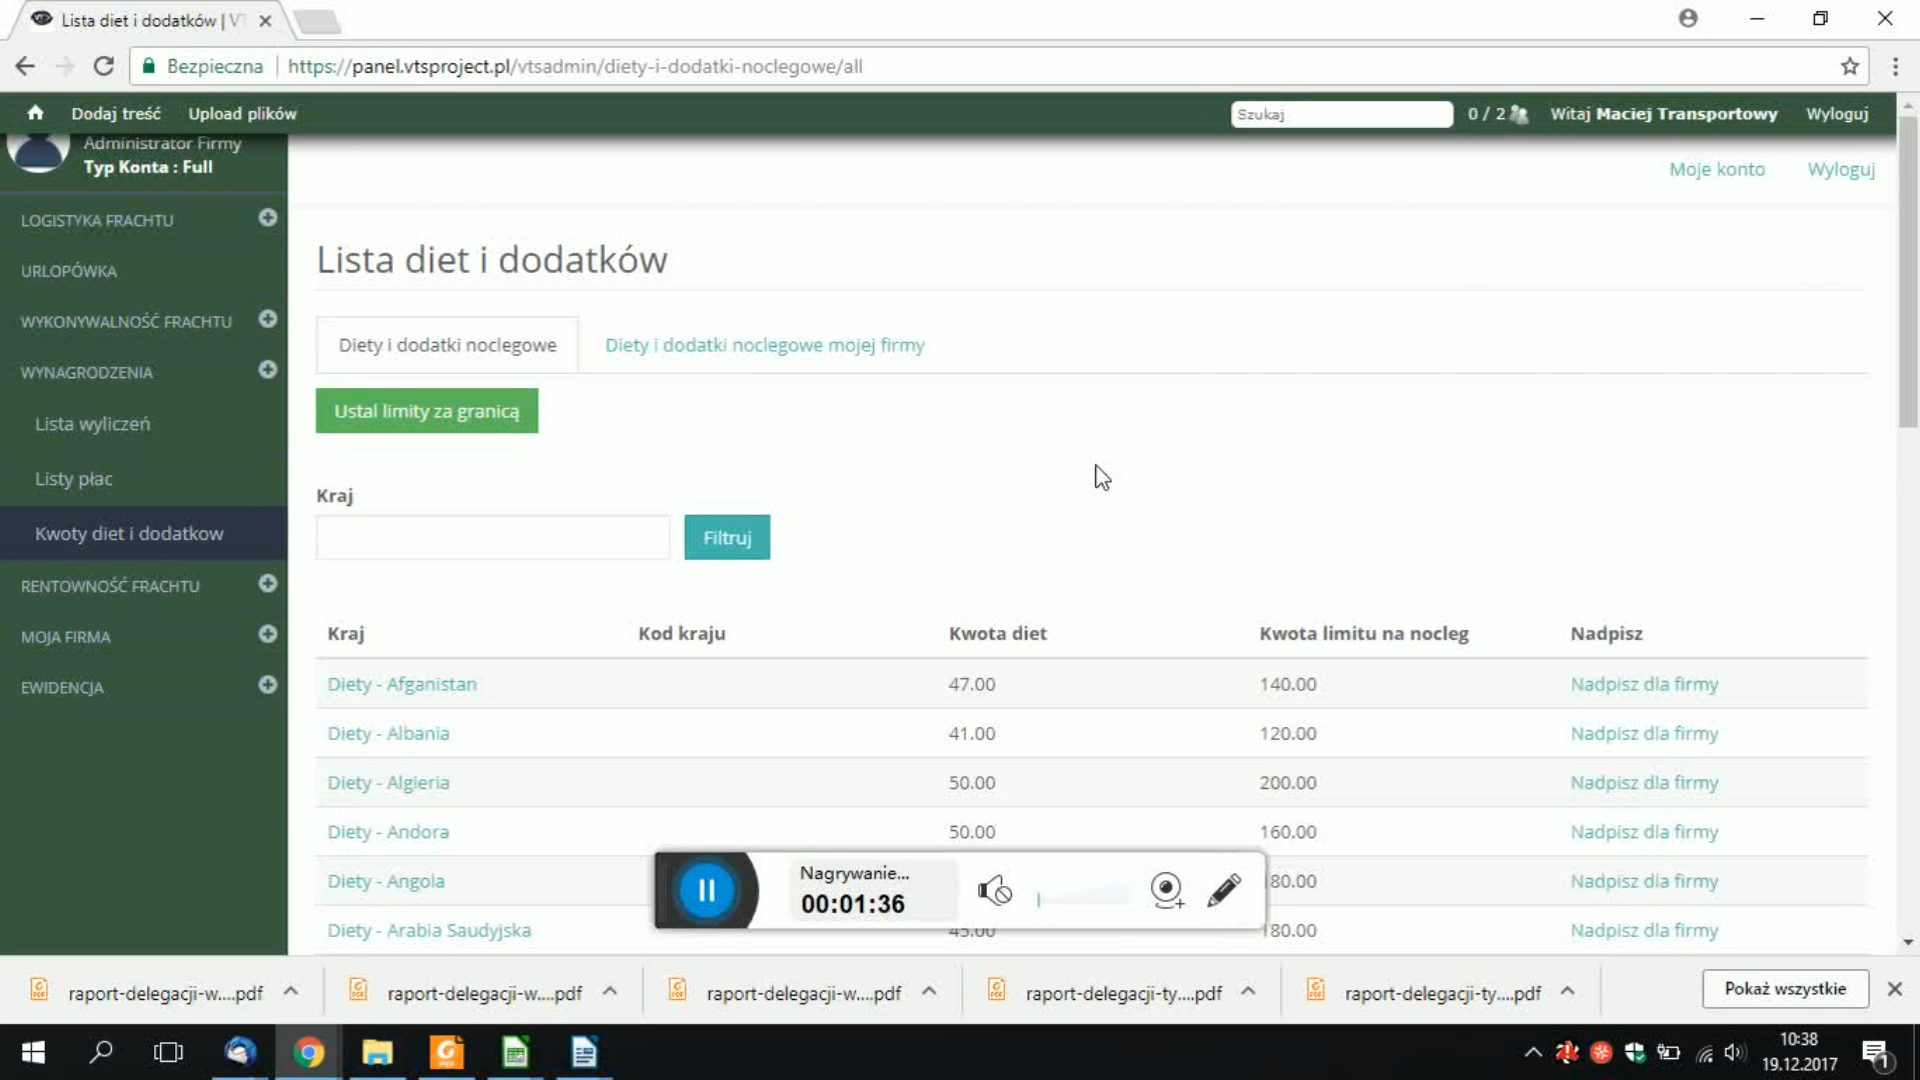 Lista diet i dodatków | VT
Bezpieczna
https://panel.vtsproject.pl/vtsadmin/diety-i-dodatki-noclegowe/all
Dodaj treść
Upload plików
Szukaj
0 / 2
Witaj Maciej Transportowy
Wyloguj
Administrator Firmy
Typ Konta : Full
Moje konto
Wyloguj
LOGISTYKA FRACHTU
URLOPÓWKA
WYKONYWALNOŚĆ FRACHTU
WYNAGRODZENIA
Lista wyliczeń
Listy płac
Kwoty diet i dodatkow
RENTOWNOŚĆ FRACHTU
MOJA FIRMA
EWIDENCJA
Lista diet i dodatków
Diety i dodatki noclegowe
Diety i dodatki noclegowe mojej firmy
Ustal limity za granicą
Kraj
Filtruj
Kraj Kod kraju Kwota diet Kwota limitu na nocleg Nadpisz
Diety - Afganistan 47.00 140.00 Nadpisz dla firmy
Diety - Albania 41.00 120.00 Nadpisz dla firmy
Diety - Algieria 50.00 200.00 Nadpisz dla firmy
Diety - Andora 50.00 160.00 Nadpisz dla firmy
Diety - Angola 80.00 Nadpisz dla firmy
Diety - Arabia Saudyjska 45.00 180.00 Nadpisz dla firmy
Nagrywanie...
00:01:36
raport-delegacji-w....pdf
raport-delegacji-w....pdf
raport-delegacji-w....pdf
raport-delegacji-ty....pdf
raport-delegacji-ty....pdf
Pokaż wszystkie
10:38
19.12.2017
1